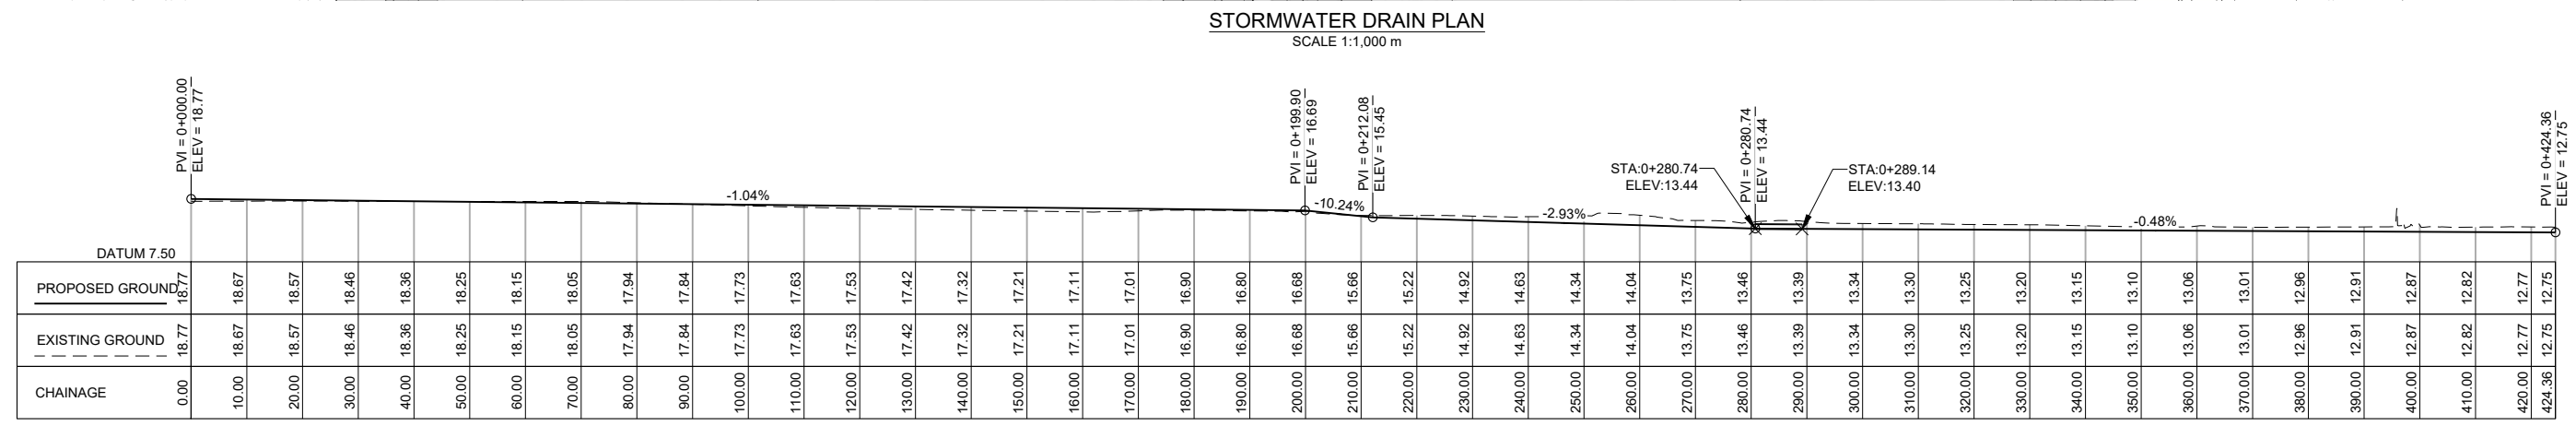 STORMWATER DRAIN PLAN
SCALE 1:1,000 m
PVI = 0+000.00
ELEV = 18.77
PVI = 0+199.90
ELEV = 16.69
PVI = 0+212.08
ELEV = 15.45
PVI = 0+280.74
ELEV = 13.44
PVI = 0+424.36
ELEV = 12.75
STA:0+280.74
ELEV:13.44
STA:0+289.14
ELEV:13.40
-1.04%
-10.24%
-2.93%
-0.48%
DATUM 7.50
PROPOSED GROUND 18.77 18.67 18.57 18.46 18.36 18.25 18.15 18.05 17.94 17.84 17.73 17.63 17.53 17.42 17.32 17.21 17.11 17.01 16.90 16.80 16.68 15.66 15.22 14.92 14.63 14.34 14.04 13.75 13.46 13.39 13.34 13.30 13.25 13.20 13.15 13.10 13.06 13.01 12.96 12.91 12.87 12.82 12.77 12.75
EXISTING GROUND 18.77 18.67 18.57 18.46 18.36 18.25 18.15 18.05 17.94 17.84 17.73 17.63 17.53 17.42 17.32 17.21 17.11 17.01 16.90 16.80 16.68 15.66 15.22 14.92 14.63 14.34 14.04 13.75 13.46 13.39 13.34 13.30 13.25 13.20 13.15 13.10 13.06 13.01 12.96 12.91 12.87 12.82 12.77 12.75
CHAINAGE 0.00 10.00 20.00 30.00 40.00 50.00 60.00 70.00 80.00 90.00 100.00 110.00 120.00 130.00 140.00 150.00 160.00 170.00 180.00 190.00 200.00 210.00 220.00 230.00 240.00 250.00 260.00 270.00 280.00 290.00 300.00 310.00 320.00 330.00 340.00 350.00 360.00 370.00 380.00 390.00 400.00 410.00 420.00 424.36